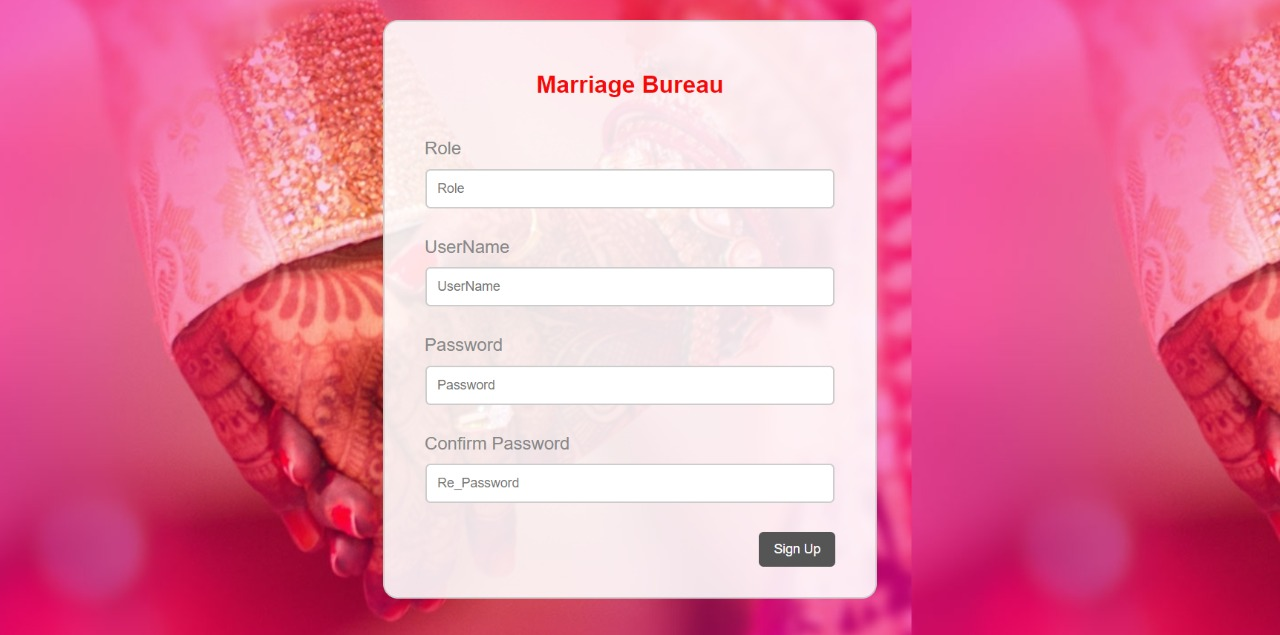 Marriage Bureau
Role
Role
UserName
UserName
Password
Password
Confirm Password
Re_Password
Sign Up